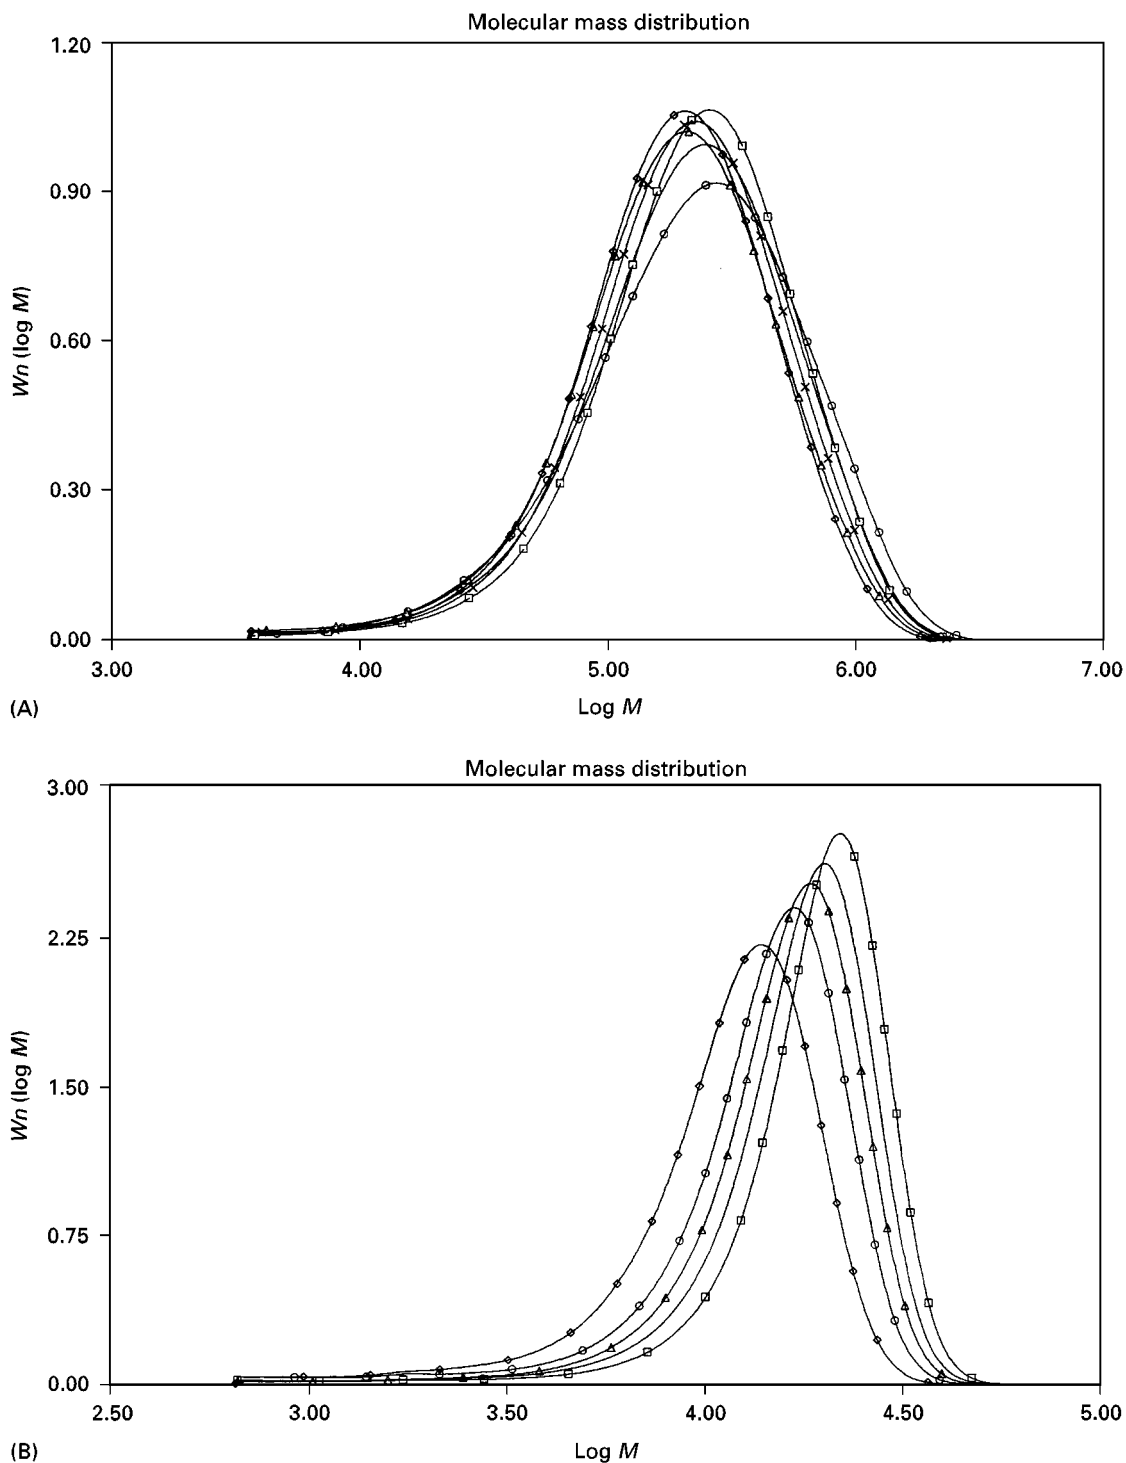 Molecular mass distribution
1.20
0.90
0.60
0.30
0.00
Wn (log M)
3.00 4.00 5.00 6.00 7.00
Log M
(A)
Molecular mass distribution
3.00
2.25
1.50
0.75
0.00
Wn (log M)
2.50 3.00 3.50 4.00 4.50 5.00
Log M
(B)